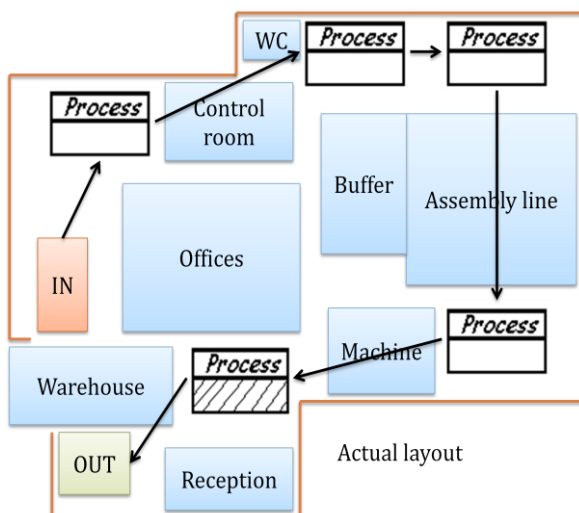 WC
Process
Process
Process
Control
room
Buffer
Assembly line
Offices
IN
Process
Machine
Process
Warehouse
OUT
Reception
Actual layout